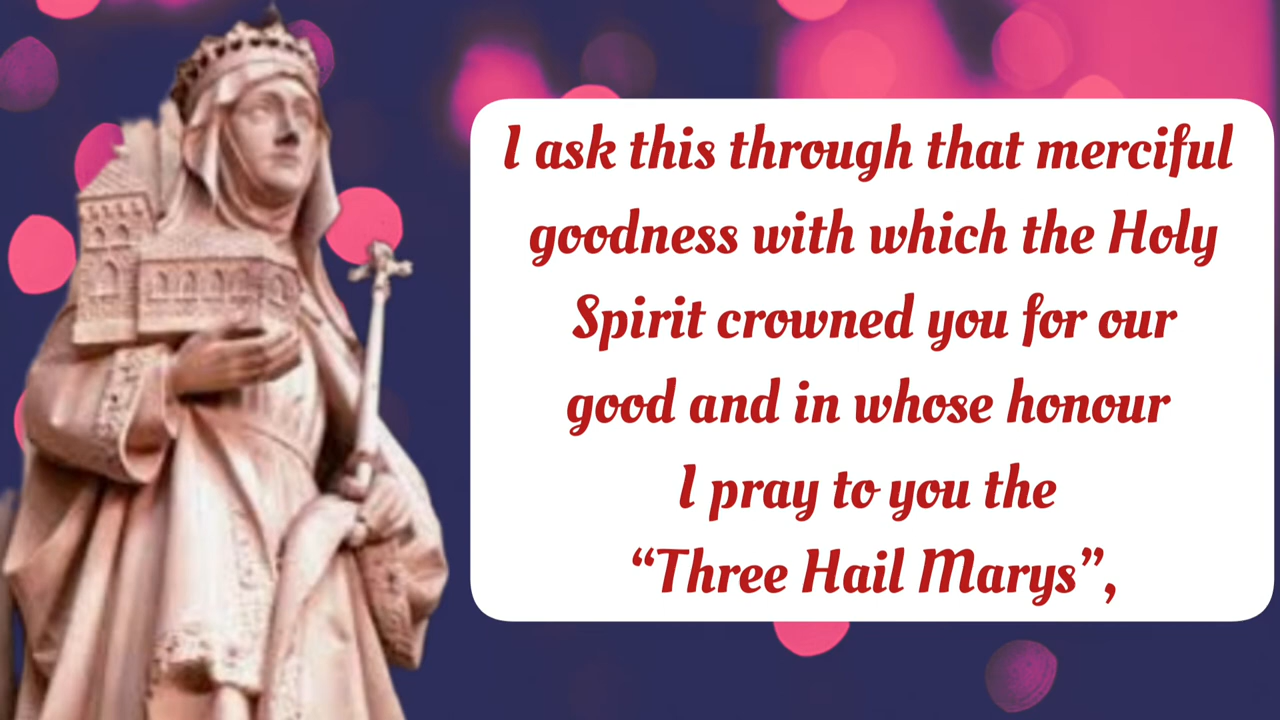 I ask this through that merciful
goodness with which the Holy
Spirit crowned you for our
good and in whose honour
I pray to you the
“Three Hail Marys”,